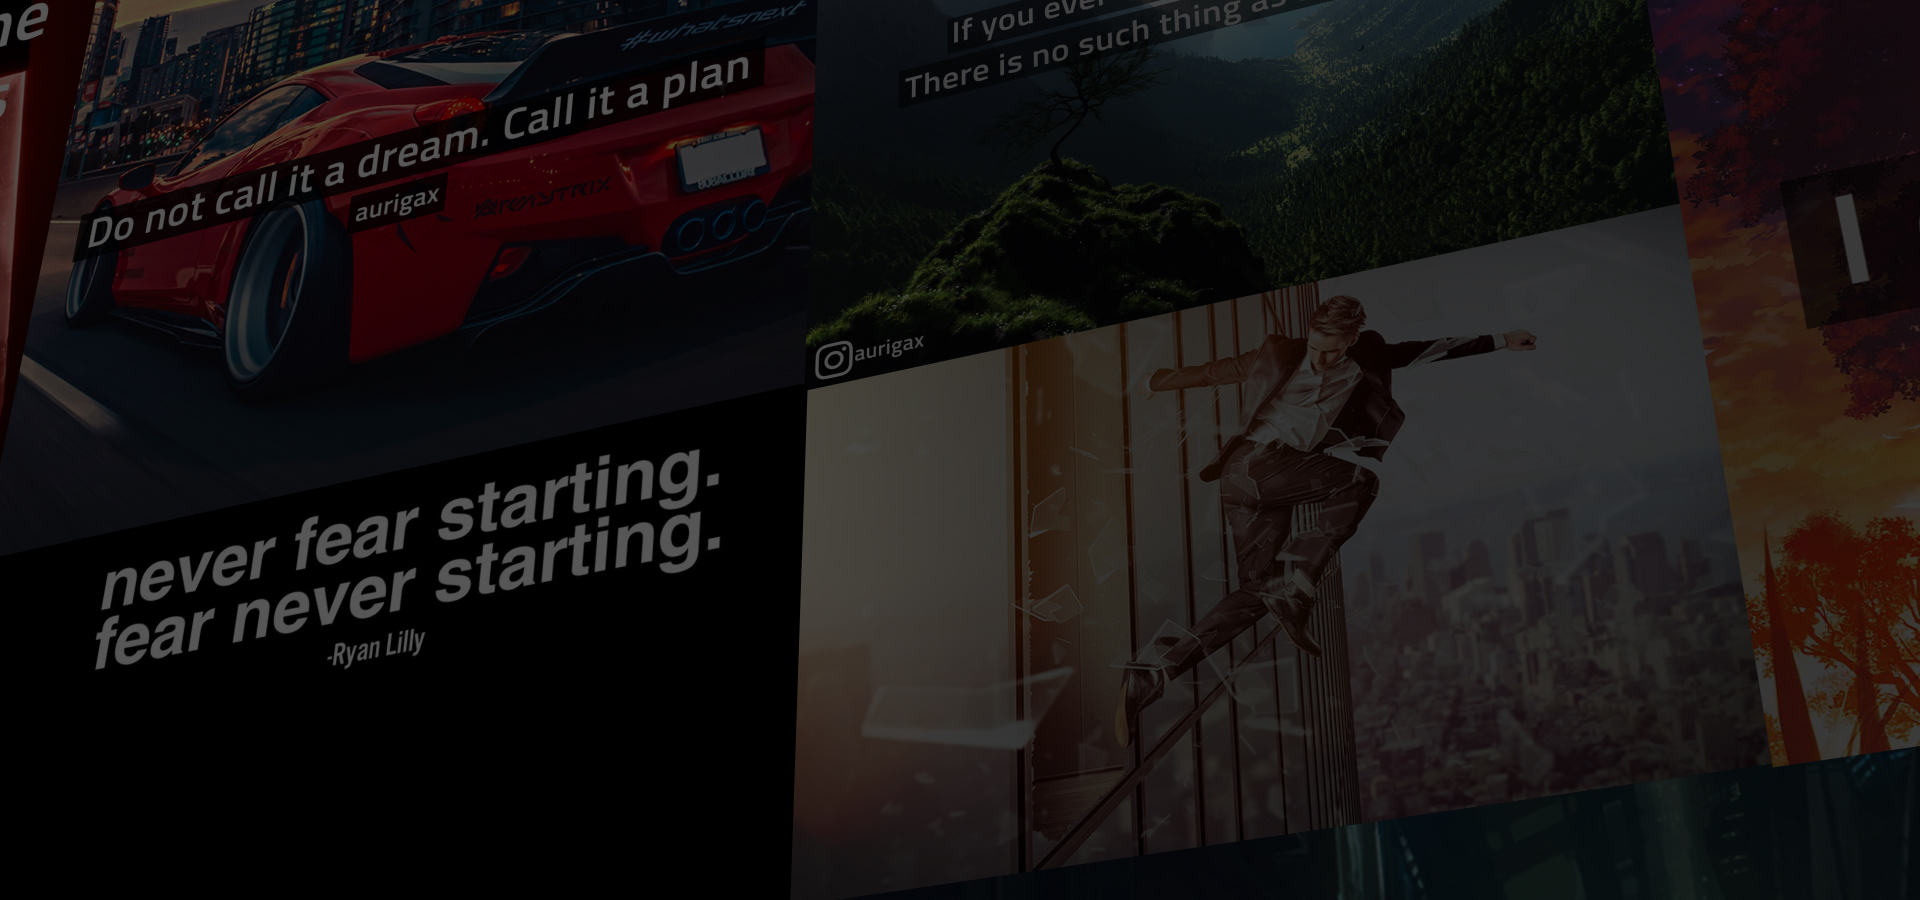 ne
s
#whatsnext
Do not call it a dream. Call it a plan
aurigax
If you ever
There is no such thing as
aurigax
I
never fear starting.
fear never starting.
-Ryan Lilly